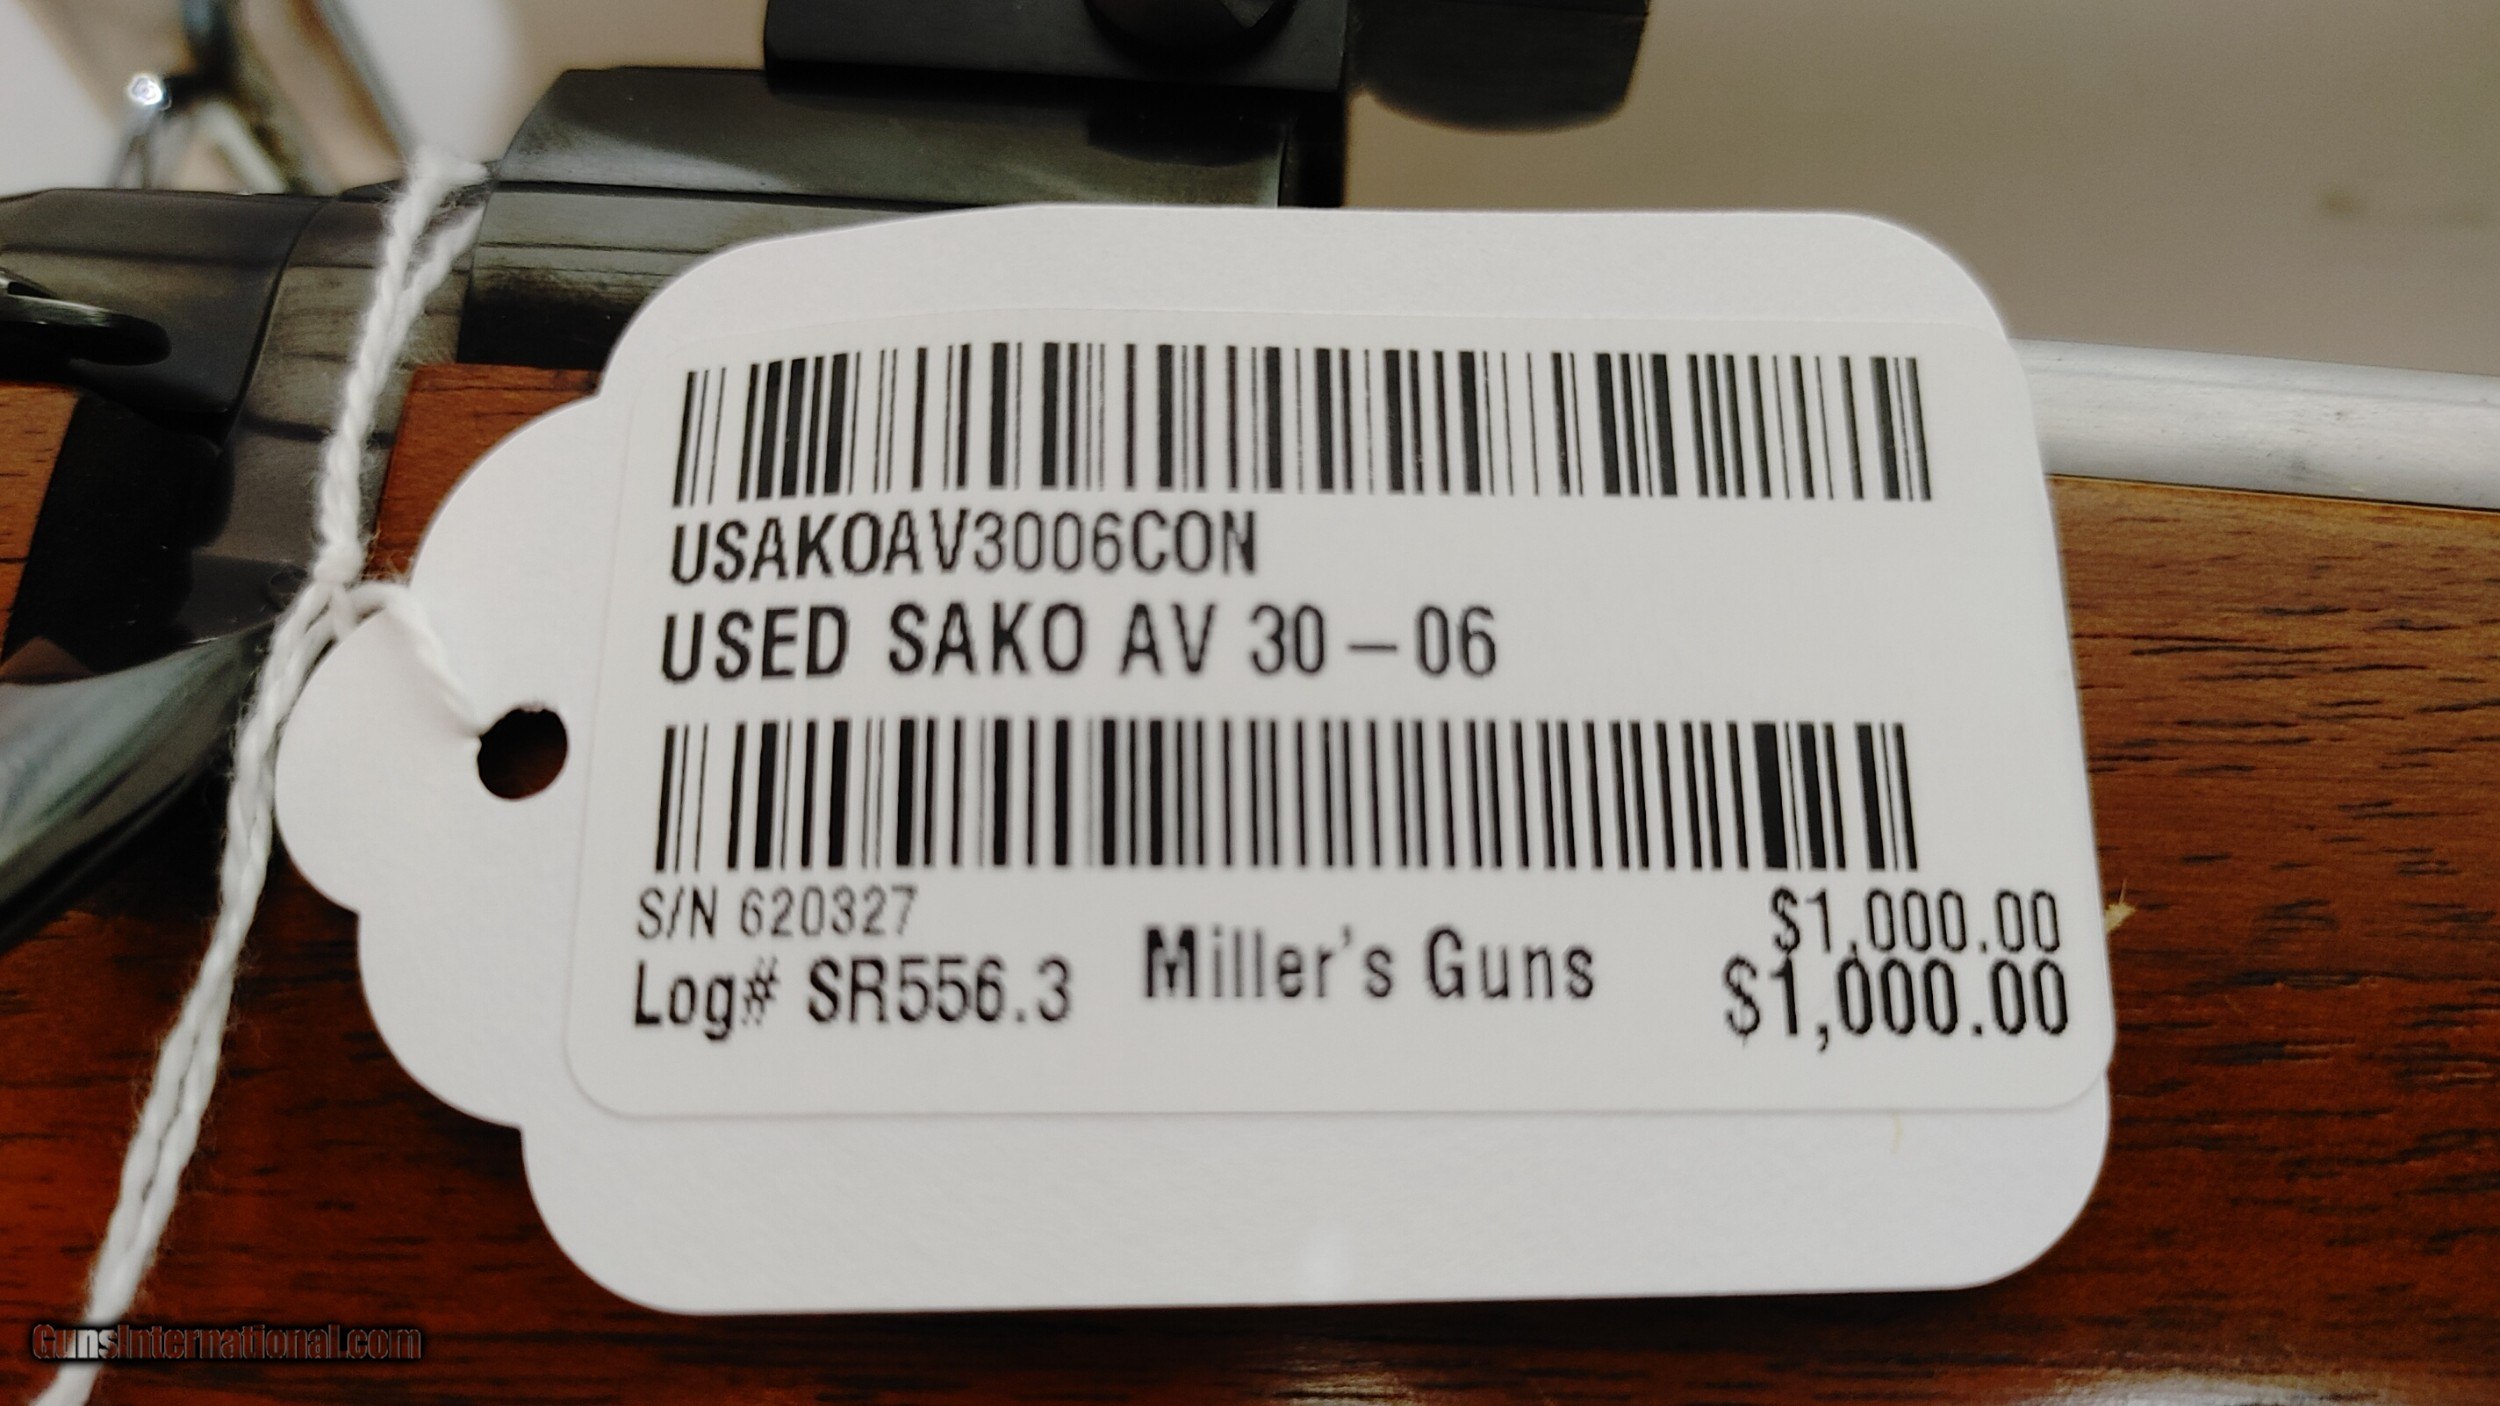 USAKOAV3006CON
USED SAKO AV 30-06
S/N 620327
$1,000.00
Log# SR556.3
Miller's Guns
$1,000.00
GunsInternational.com